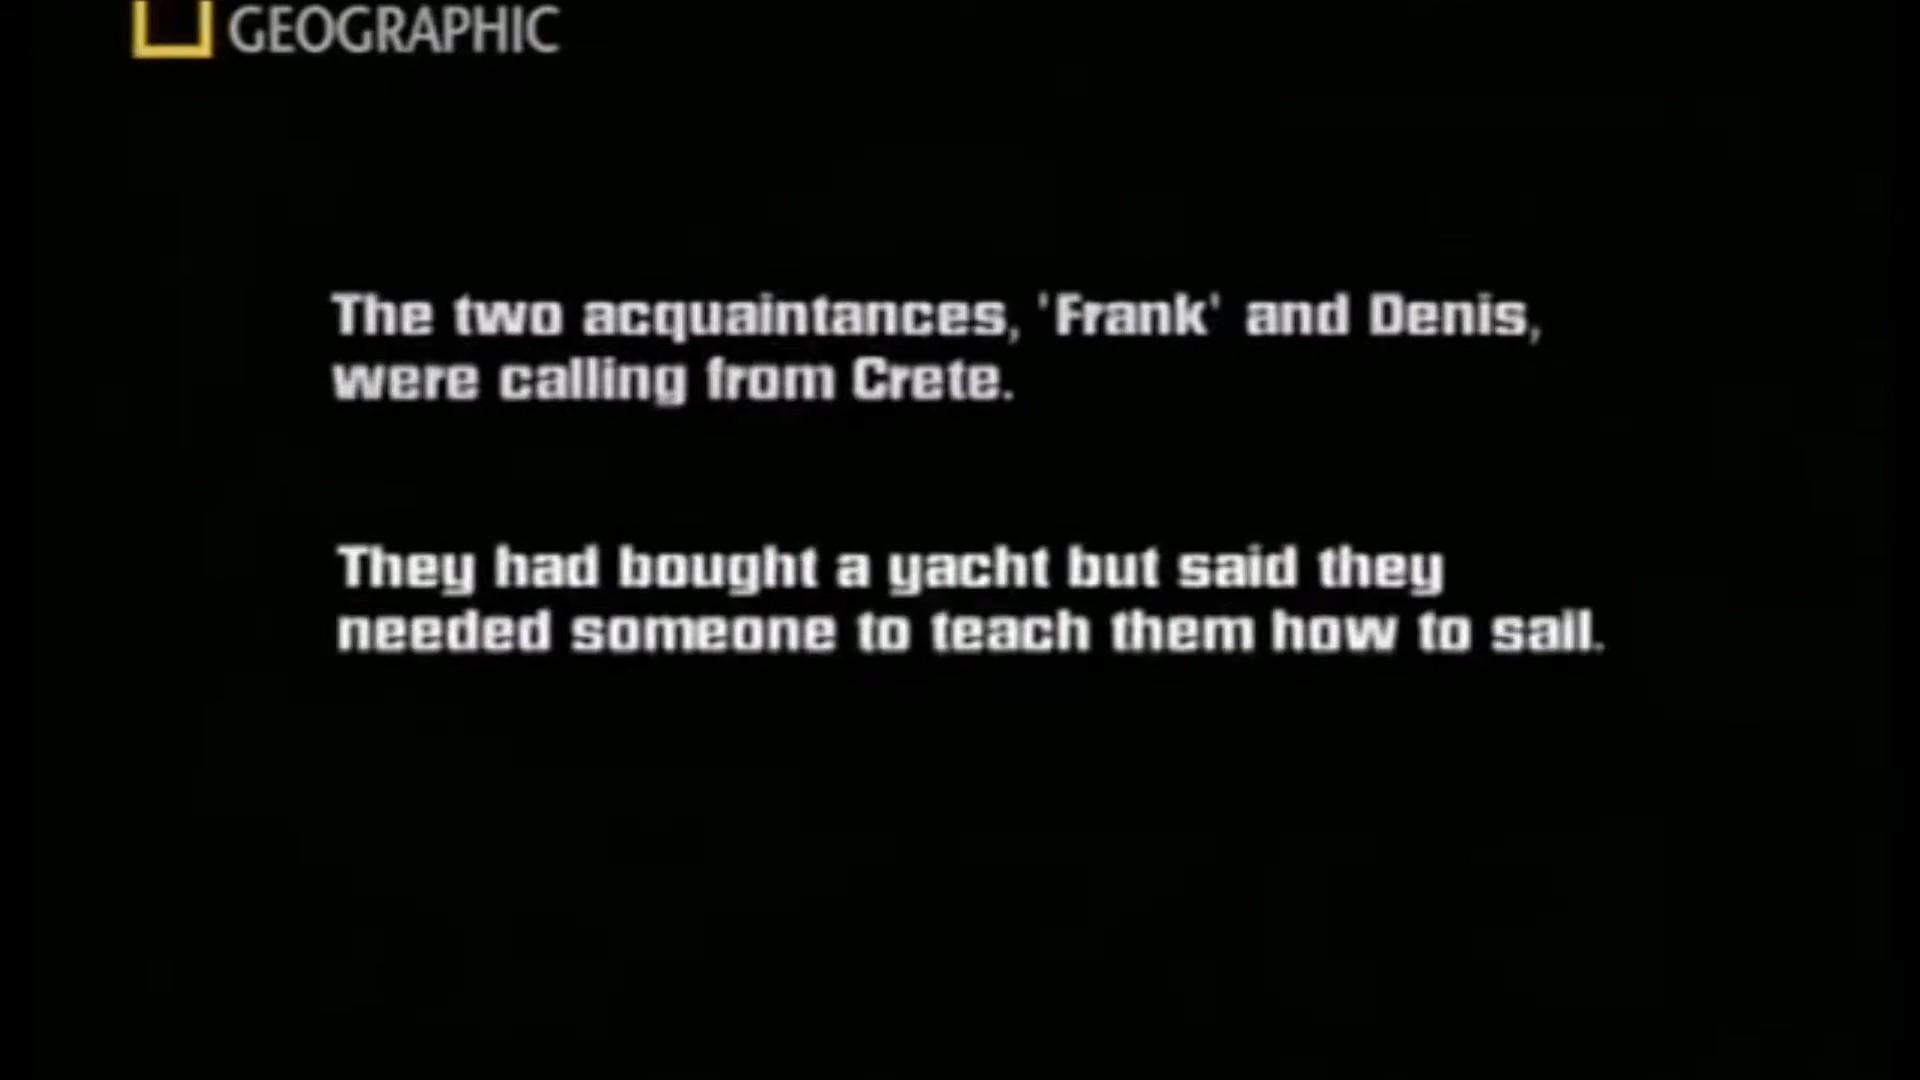 GEOGRAPHIC
The two acquaintances, 'Frank' and Denis,
were calling from Crete.
They had bought a yacht but said they
needed someone to teach them how to sail.